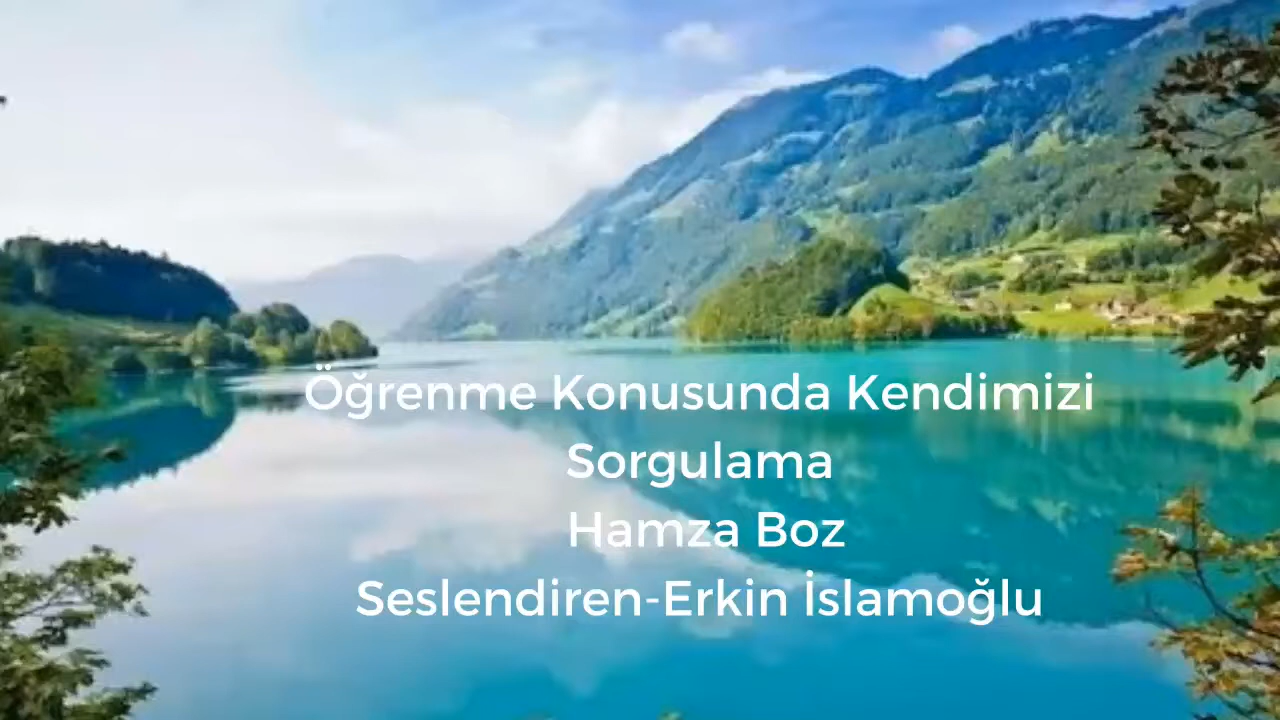 Öğrenme Konusunda Kendimizi
Sorgulama
Hamza Boz
Seslendiren-Erkin İslamoğlu